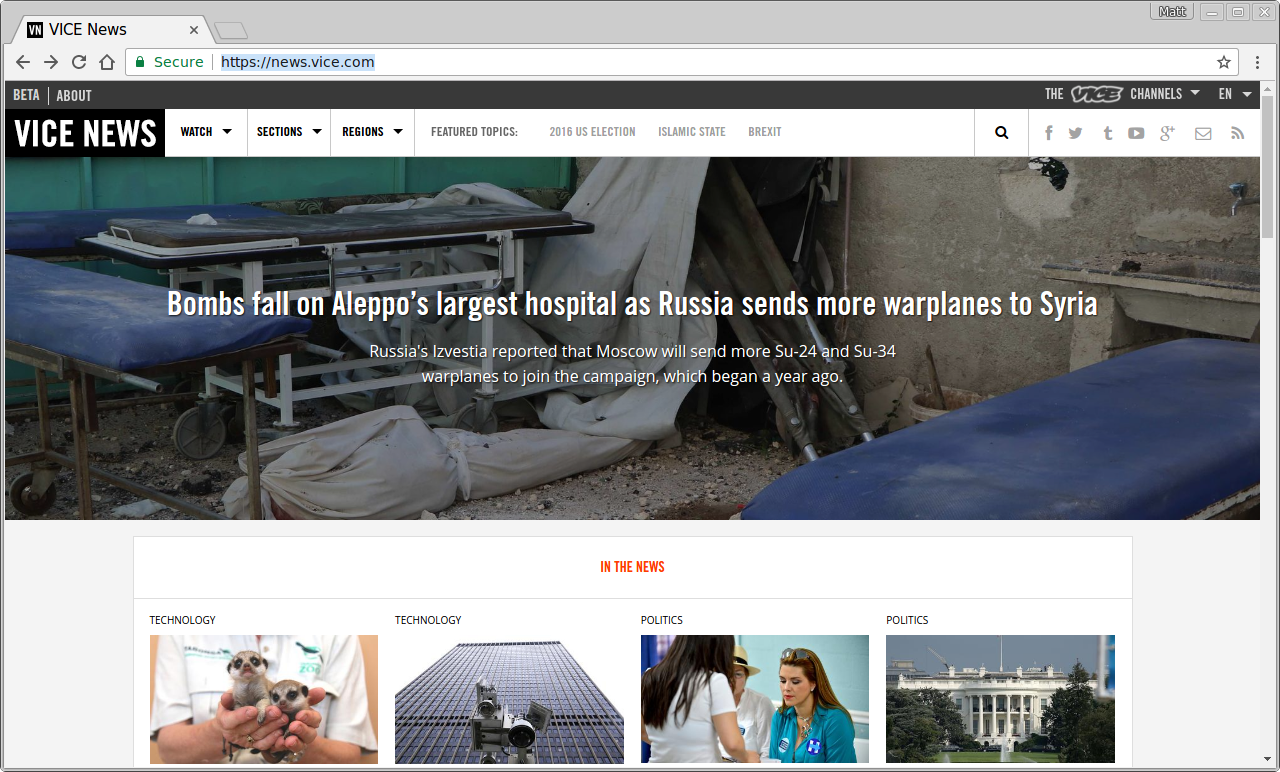 Matt
VN VICE News
Secure https://news.vice.com
BETA ABOUT THE VICE CHANNELS EN
VICE NEWS WATCH SECTIONS REGIONS FEATURED TOPICS: 2016 US ELECTION ISLAMIC STATE BREXIT
Bombs fall on Aleppo’s largest hospital as Russia sends more warplanes to Syria
Russia's Izvestia reported that Moscow will send more Su-24 and Su-34
warplanes to join the campaign, which began a year ago.
IN THE NEWS
TECHNOLOGY TECHNOLOGY POLITICS POLITICS